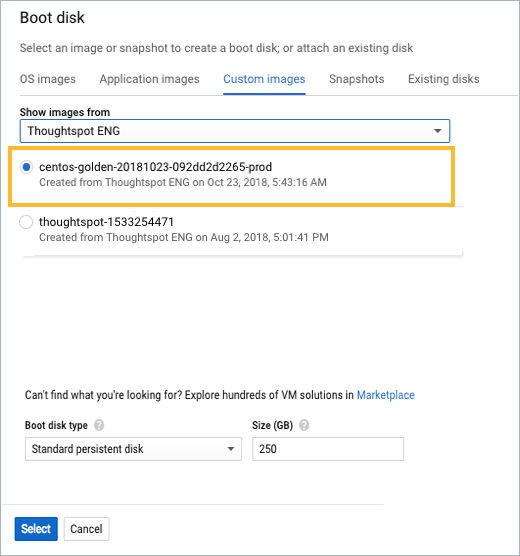 Boot disk
Select an image or snapshot to create a boot disk; or attach an existing disk
OS images Application images Custom images Snapshots Existing disks
Show images from
Thoughtspot ENG
centos-golden-20181023-092dd2d2265-prod
Created from Thoughtspot ENG on Oct 23, 2018, 5:43:16 AM
thoughtspot-1533254471
Created from Thoughtspot ENG on Aug 2, 2018, 5:01:41 PM
Can't find what you're looking for? Explore hundreds of VM solutions in Marketplace
Boot disk type ? Size (GB) ?
Standard persistent disk 250
Select Cancel